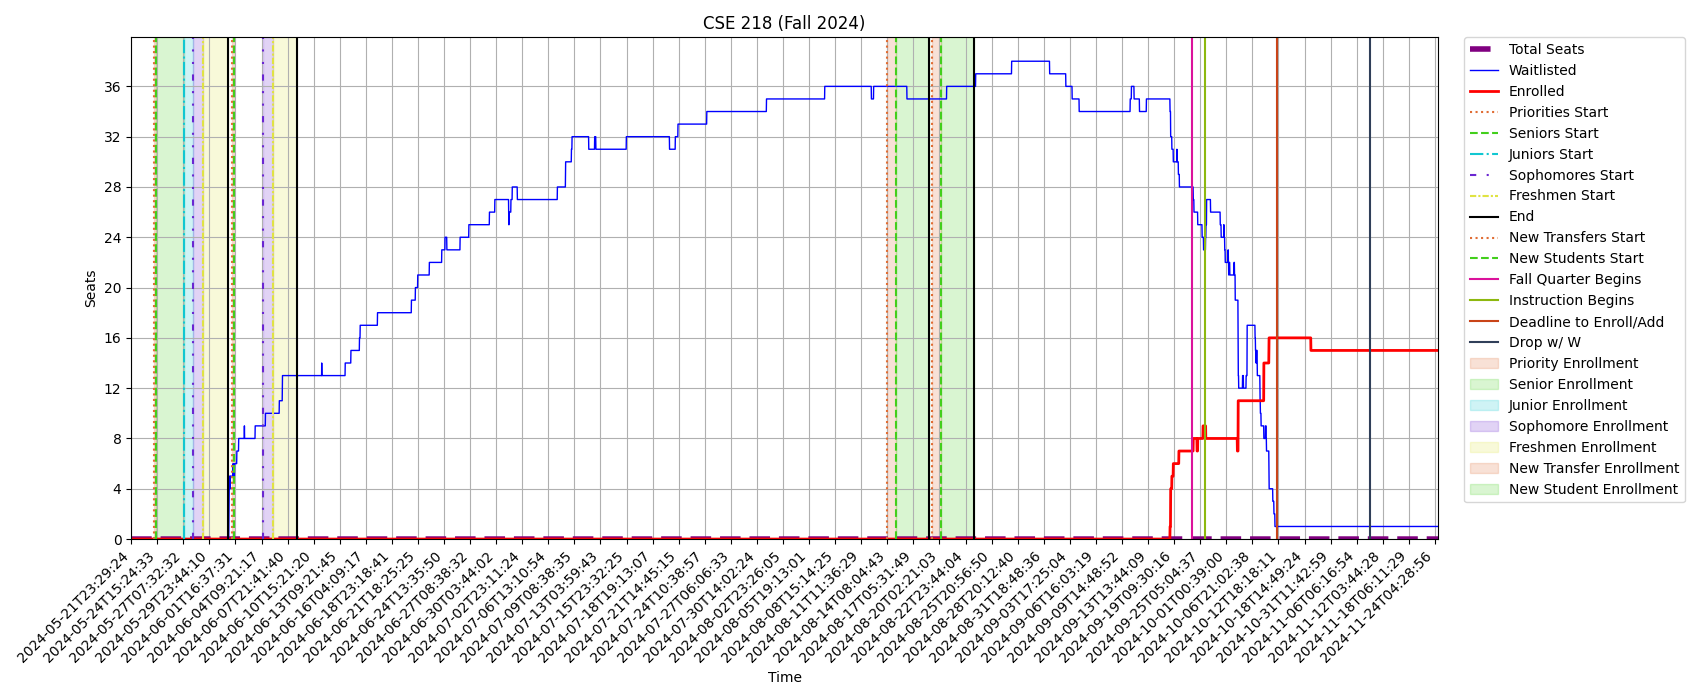 CSE 218 (Fall 2024)
Seats
36
32
28
24
20
16
12
8
4
0
2024-05-21T23:29:24
2024-05-24T15:24:33
2024-05-27T07:32:32
2024-05-29T23:44:10
2024-06-01T16:37:31
2024-06-04T09:21:17
2024-06-07T21:41:40
2024-06-10T15:21:20
2024-06-13T09:21:45
2024-06-16T04:09:17
2024-06-18T23:18:41
2024-06-21T18:25:25
2024-06-24T13:35:50
2024-06-27T08:38:32
2024-06-30T03:44:02
2024-07-02T23:11:24
2024-07-06T13:10:54
2024-07-09T08:38:35
2024-07-13T03:59:43
2024-07-15T23:32:25
2024-07-18T19:13:07
2024-07-21T14:45:15
2024-07-24T10:38:57
2024-07-27T06:06:33
2024-07-30T14:02:24
2024-08-02T23:26:05
2024-08-05T19:13:01
2024-08-08T15:14:25
2024-08-11T11:36:29
2024-08-14T08:04:43
2024-08-17T05:31:49
2024-08-20T02:21:03
2024-08-22T23:44:04
2024-08-25T20:56:50
2024-08-28T20:12:40
2024-08-31T18:48:36
2024-09-03T17:25:04
2024-09-06T16:03:19
2024-09-09T14:48:52
2024-09-13T13:44:09
2024-09-19T09:30:16
2024-09-25T05:04:37
2024-10-01T00:39:00
2024-10-06T21:02:38
2024-10-12T16:18:11
2024-10-18T14:49:24
2024-10-31T11:42:59
2024-11-06T06:16:54
2024-11-12T03:44:28
2024-11-18T06:11:29
2024-11-24T04:28:56
Time
Total Seats
Waitlisted
Enrolled
Priorities Start
Seniors Start
Juniors Start
Sophomores Start
Freshmen Start
End
New Transfers Start
New Students Start
Fall Quarter Begins
Instruction Begins
Deadline to Enroll/Add
Drop w/ W
Priority Enrollment
Senior Enrollment
Junior Enrollment
Sophomore Enrollment
Freshmen Enrollment
New Transfer Enrollment
New Student Enrollment